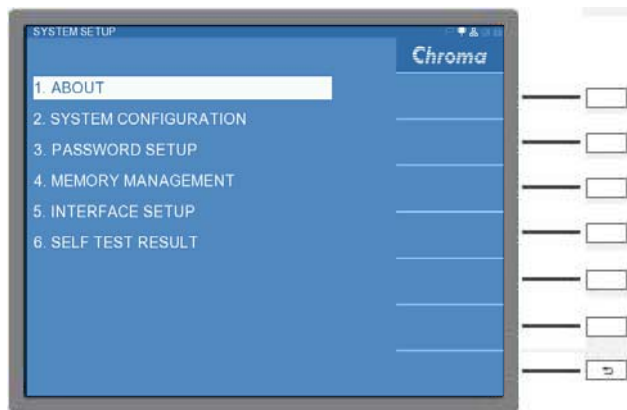 SYSTEM SETUP
Chroma
1. ABOUT
2. SYSTEM CONFIGURATION
3. PASSWORD SETUP
4. MEMORY MANAGEMENT
5. INTERFACE SETUP
6. SELF TEST RESULT